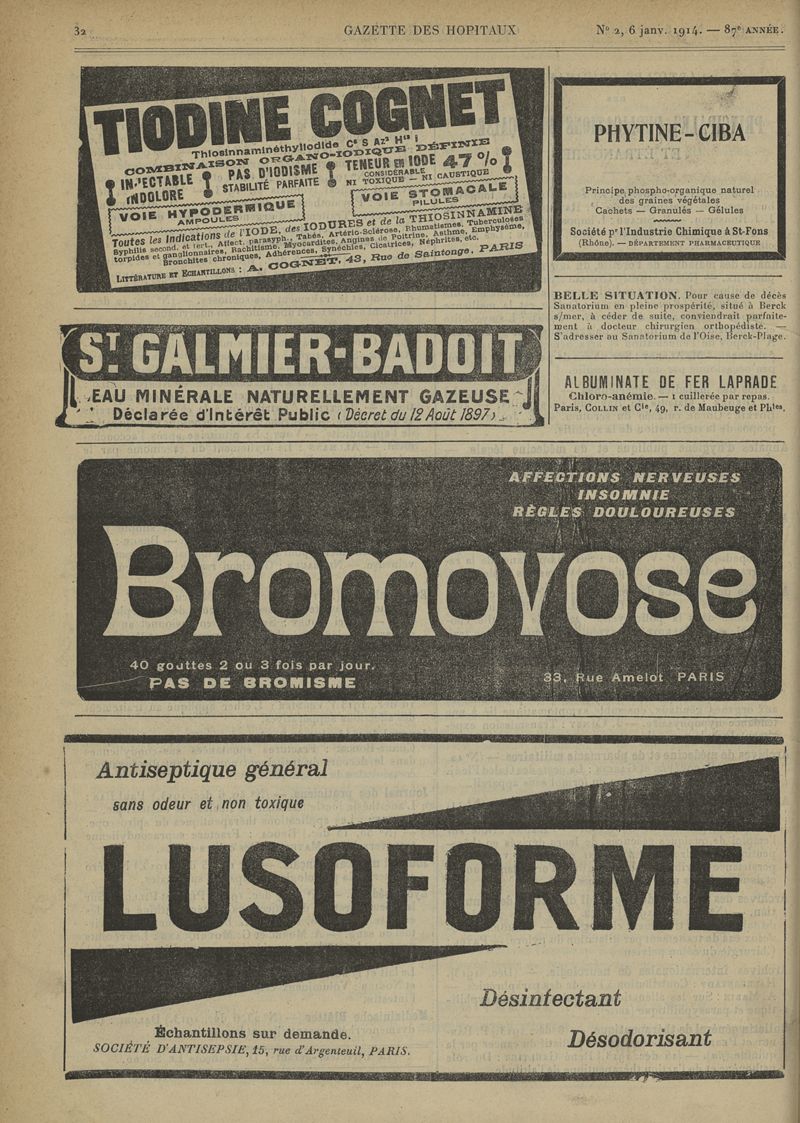 32
GAZETTE DES HOPITAUX
Nº 2, 6 janv. 1914. — 87e ANNÉE.
TIODINE COGNET
Thiosinnaminéthyliodide C⁵ S Az² H¹³ I
COMBINAISON ORGANO-IODIQUE DÉFINIE
INJECTABLE
INDOLORE
PAS D'IODISME
STABILITÉ PARFAITE
TENEUR EN IODE 47 %
CONSIDÉRABLE
NI TOXIQUE — NI CAUSTIQUE
VOIE HYPODERMIQUE
AMPOULES
VOIE STOMACALE
PILULES
Toutes les Indications de l'IODE, des IODURES et de la THIOSINNAMINE
Syphilis second. et tert., Affect. parasyph., Tabès, Artério-Sclérose, Rhumatismes, Tuberculoses
torpides et ganglionnaires, Rachitisme, Myocardites, Angines de Poitrine, Asthme, Emphysème,
Bronchites chroniques, Adhérences, Synéchies, Cicatrices, Néphrites, etc.
LITTÉRATURE ET ÉCHANTILLONS : A. COGNET, 43, Rue de Saintonge, PARIS
PHYTINE-CIBA
Principe phospho-organique naturel
des graines végétales
Cachets — Granulés — Gélules
Société pr l'Industrie Chimique à St-Fons
(Rhône). — DÉPARTEMENT PHARMACEUTIQUE
BELLE SITUATION. Pour cause de décès
Sanatorium en pleine prospérité, situé à Berck
s/mer, à céder de suite, conviendrait parfaite-
ment à docteur chirurgien orthopédiste. —
S'adresser au Sanatorium de l'Oise, Berck-Plage.
ST. GALMIER-BADOIT
EAU MINÉRALE NATURELLEMENT GAZEUSE
Déclarée d'Intérêt Public (Décret du 12 Août 1897)
ALBUMINATE DE FER LAPRADE
Chloro-anémie. — 1 cuillerée par repas.
Paris, COLLIN et Cie, 49, r. de Maubeuge et Phies.
AFFECTIONS NERVEUSES
INSOMNIE
RÈGLES DOULOUREUSES
Bromovose
40 gouttes 2 ou 3 fois par jour.
PAS DE BROMISME
33, Rue Amelot PARIS
Antiseptique général
sans odeur et non toxique
LUSOFORME
Désinfectant
Désodorisant
Échantillons sur demande.
SOCIÉTÉ D'ANTISEPSIE, 15, rue d'Argenteuil, PARIS.